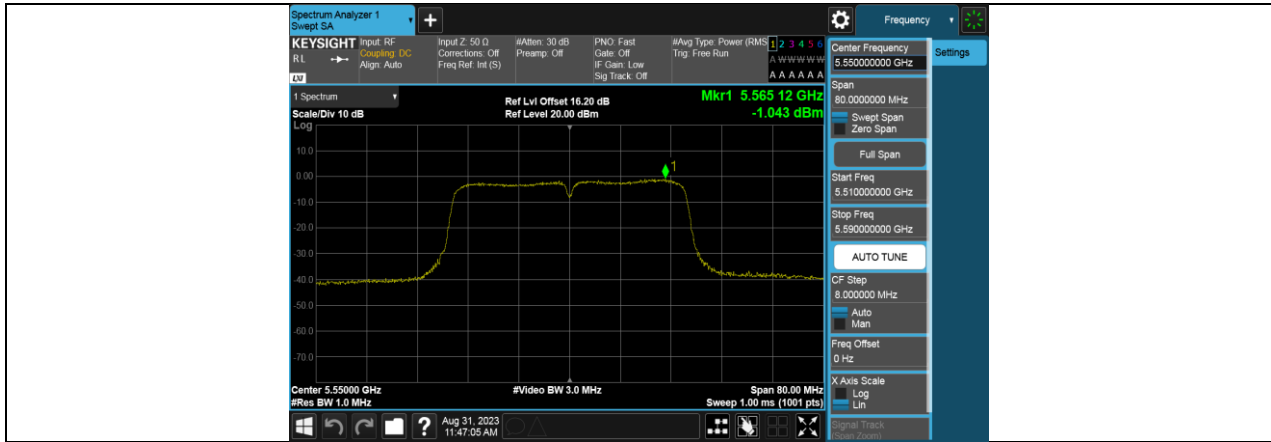 Spectrum Analyzer 1
Swept SA
Frequency
KEYSIGHT
RL
LXI
Input: RF
Coupling: DC
Align: Auto
Input Z: 50 Ω
Corrections: Off
Freq Ref: Int (S)
#Atten: 30 dB
Preamp: Off
PNO: Fast
Gate: Off
IF Gain: Low
Sig Track: Off
#Avg Type: Power (RMS
Trig: Free Run
1 2 3 4 5 6
A W W W W W
A A A A A A
1 Spectrum
Scale/Div 10 dB
Ref Lvl Offset 16.20 dB
Ref Level 20.00 dBm
Mkr1 5.565 12 GHz
-1.043 dBm
Log
10.0
0.00
-10.0
-20.0
-30.0
-40.0
-50.0
-60.0
-70.0
1
Center 5.55000 GHz
#Res BW 1.0 MHz
#Video BW 3.0 MHz
Span 80.00 MHz
Sweep 1.00 ms (1001 pts)
Aug 31, 2023
11:47:05 AM
?
Center Frequency
5.550000000 GHz
Span
80.0000000 MHz
Swept Span
Zero Span
Full Span
Start Freq
5.510000000 GHz
Stop Freq
5.590000000 GHz
AUTO TUNE
CF Step
8.000000 MHz
Auto
Man
Freq Offset
0 Hz
X Axis Scale
Log
Lin
Signal Track
(Span Zoom)
Settings